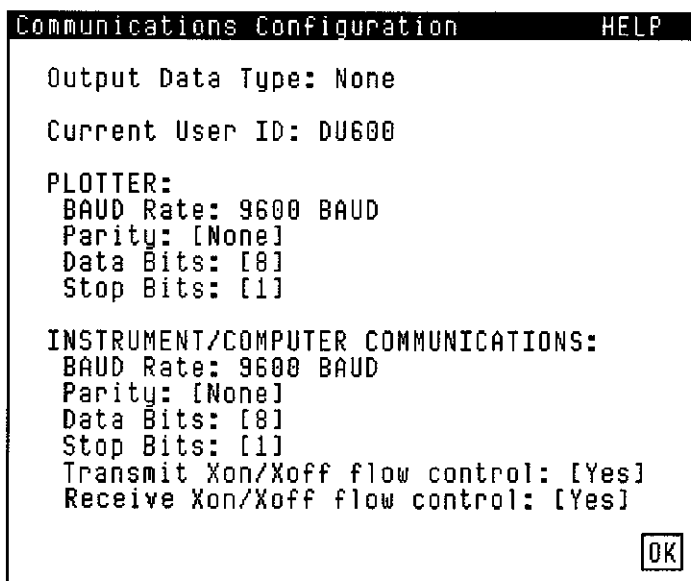 Communications Configuration HELP
Output Data Type: None
Current User ID: DU600
PLOTTER:
BAUD Rate: 9600 BAUD
Parity: [None]
Data Bits: [8]
Stop Bits: [1]
INSTRUMENT/COMPUTER COMMUNICATIONS:
BAUD Rate: 9600 BAUD
Parity: [None]
Data Bits: [8]
Stop Bits: [1]
Transmit Xon/Xoff flow control: [Yes]
Receive Xon/Xoff flow control: [Yes]
OK